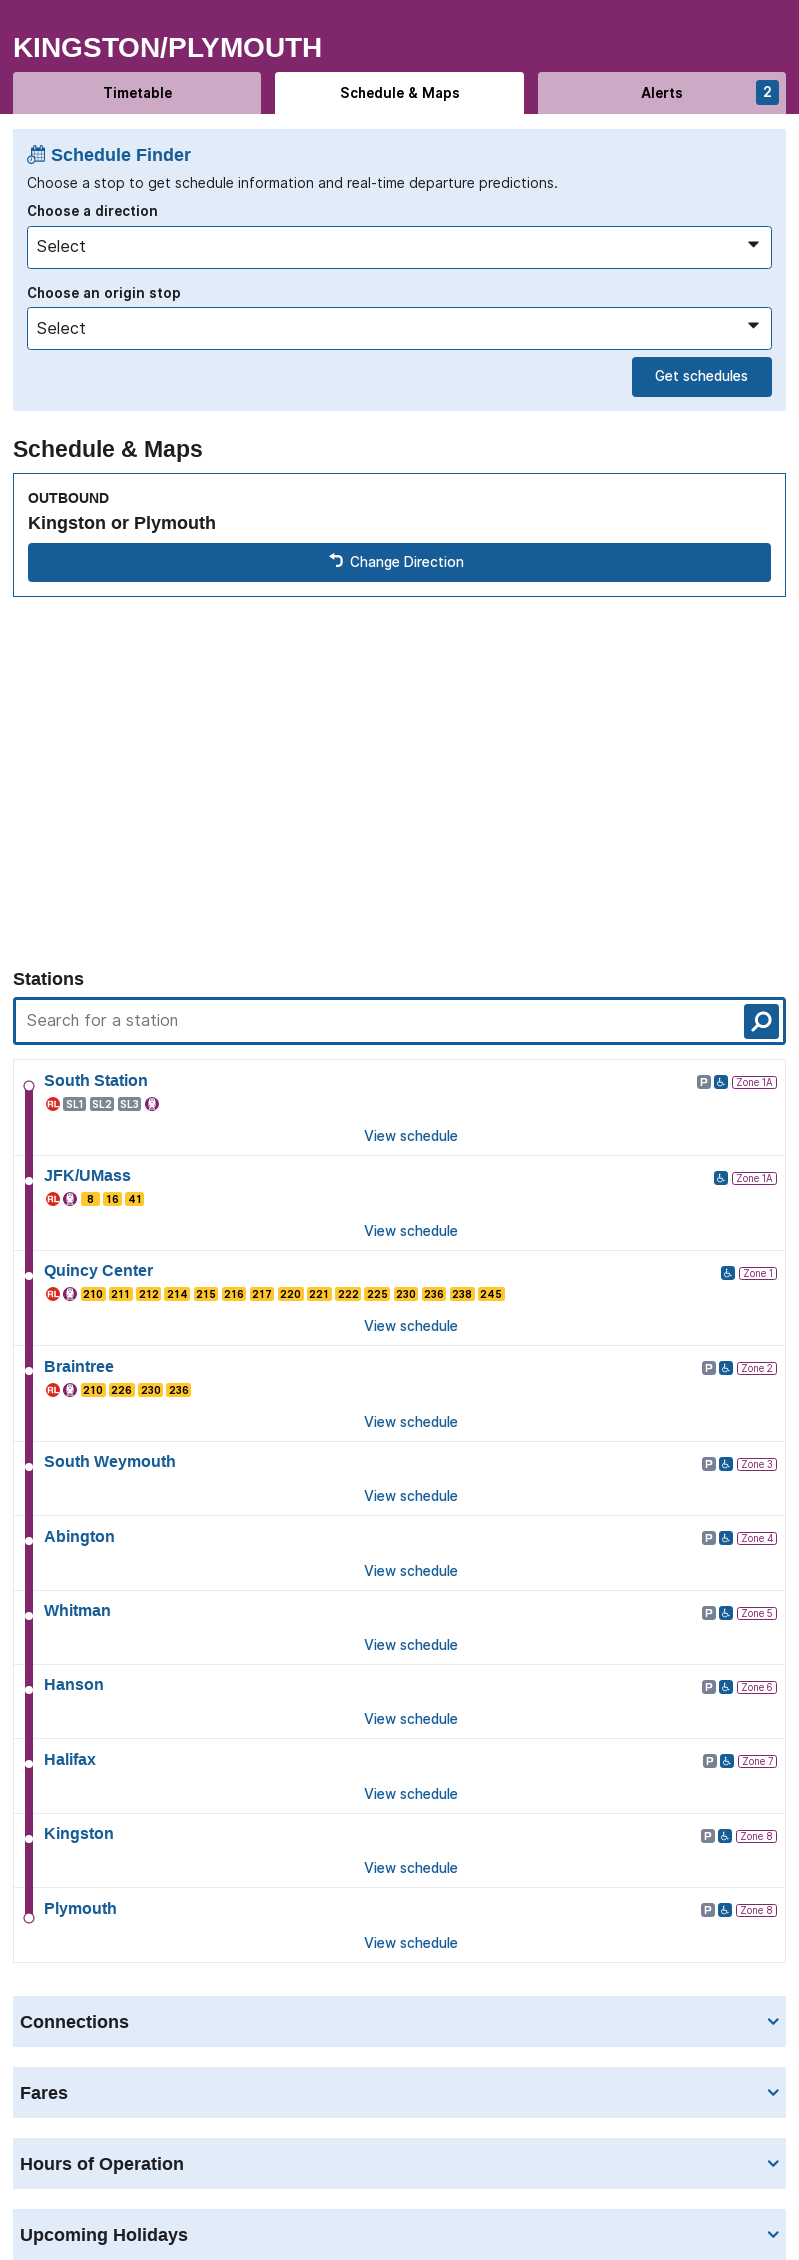 KINGSTON/PLYMOUTH
Timetable
Schedule & Maps
Alerts
2
Schedule Finder
Choose a stop to get schedule information and real-time departure predictions.
Choose a direction
Select
Choose an origin stop
Select
Get schedules
Schedule & Maps
OUTBOUND
Kingston or Plymouth
Change Direction
Stations
Search for a station
South Station
P Zone 1A
RL SL1 SL2 SL3
View schedule
JFK/UMass
Zone 1A
RL 8 16 41
View schedule
Quincy Center
Zone 1
RL 210 211 212 214 215 216 217 220 221 222 225 230 236 238 245
View schedule
Braintree
P Zone 2
RL 210 226 230 236
View schedule
South Weymouth
P Zone 3
View schedule
Abington
P Zone 4
View schedule
Whitman
P Zone 5
View schedule
Hanson
P Zone 6
View schedule
Halifax
P Zone 7
View schedule
Kingston
P Zone 8
View schedule
Plymouth
P Zone 8
View schedule
Connections
Fares
Hours of Operation
Upcoming Holidays